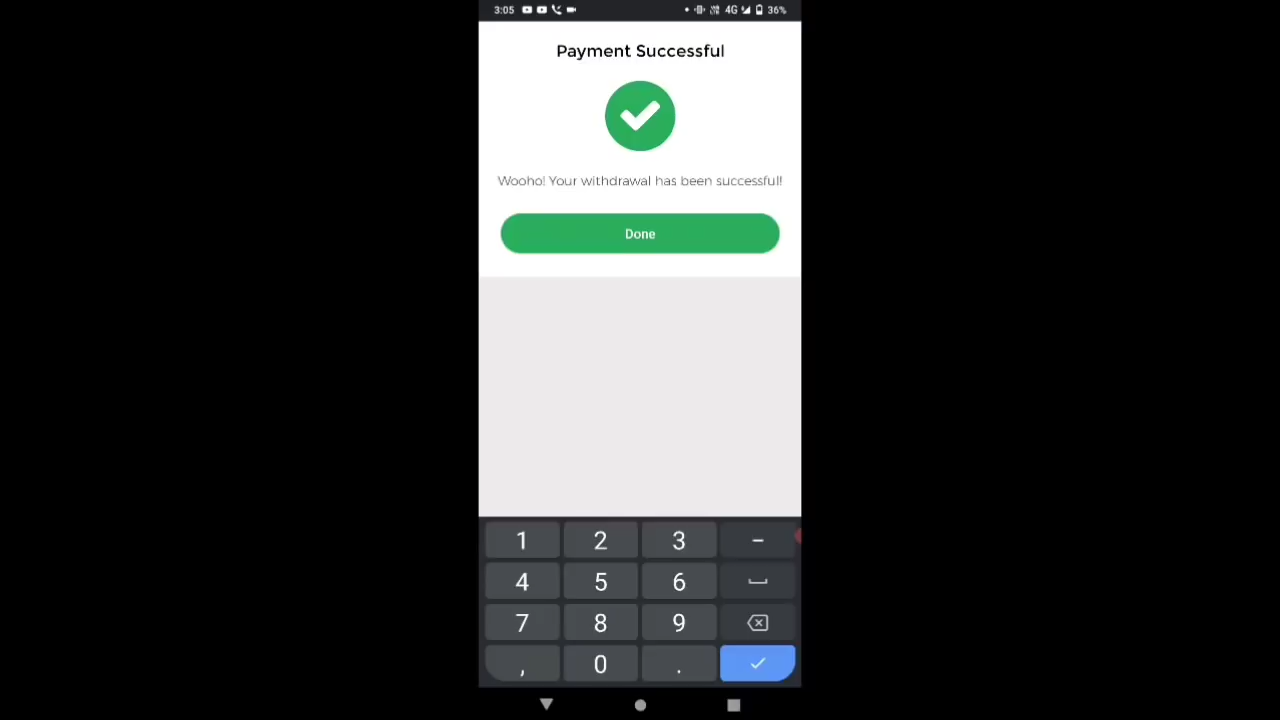 3:05 4G 36%
Payment Successful
Wooho! Your withdrawal has been successful!
Done
1 2 3 –
4 5 6
7 8 9
, 0 .